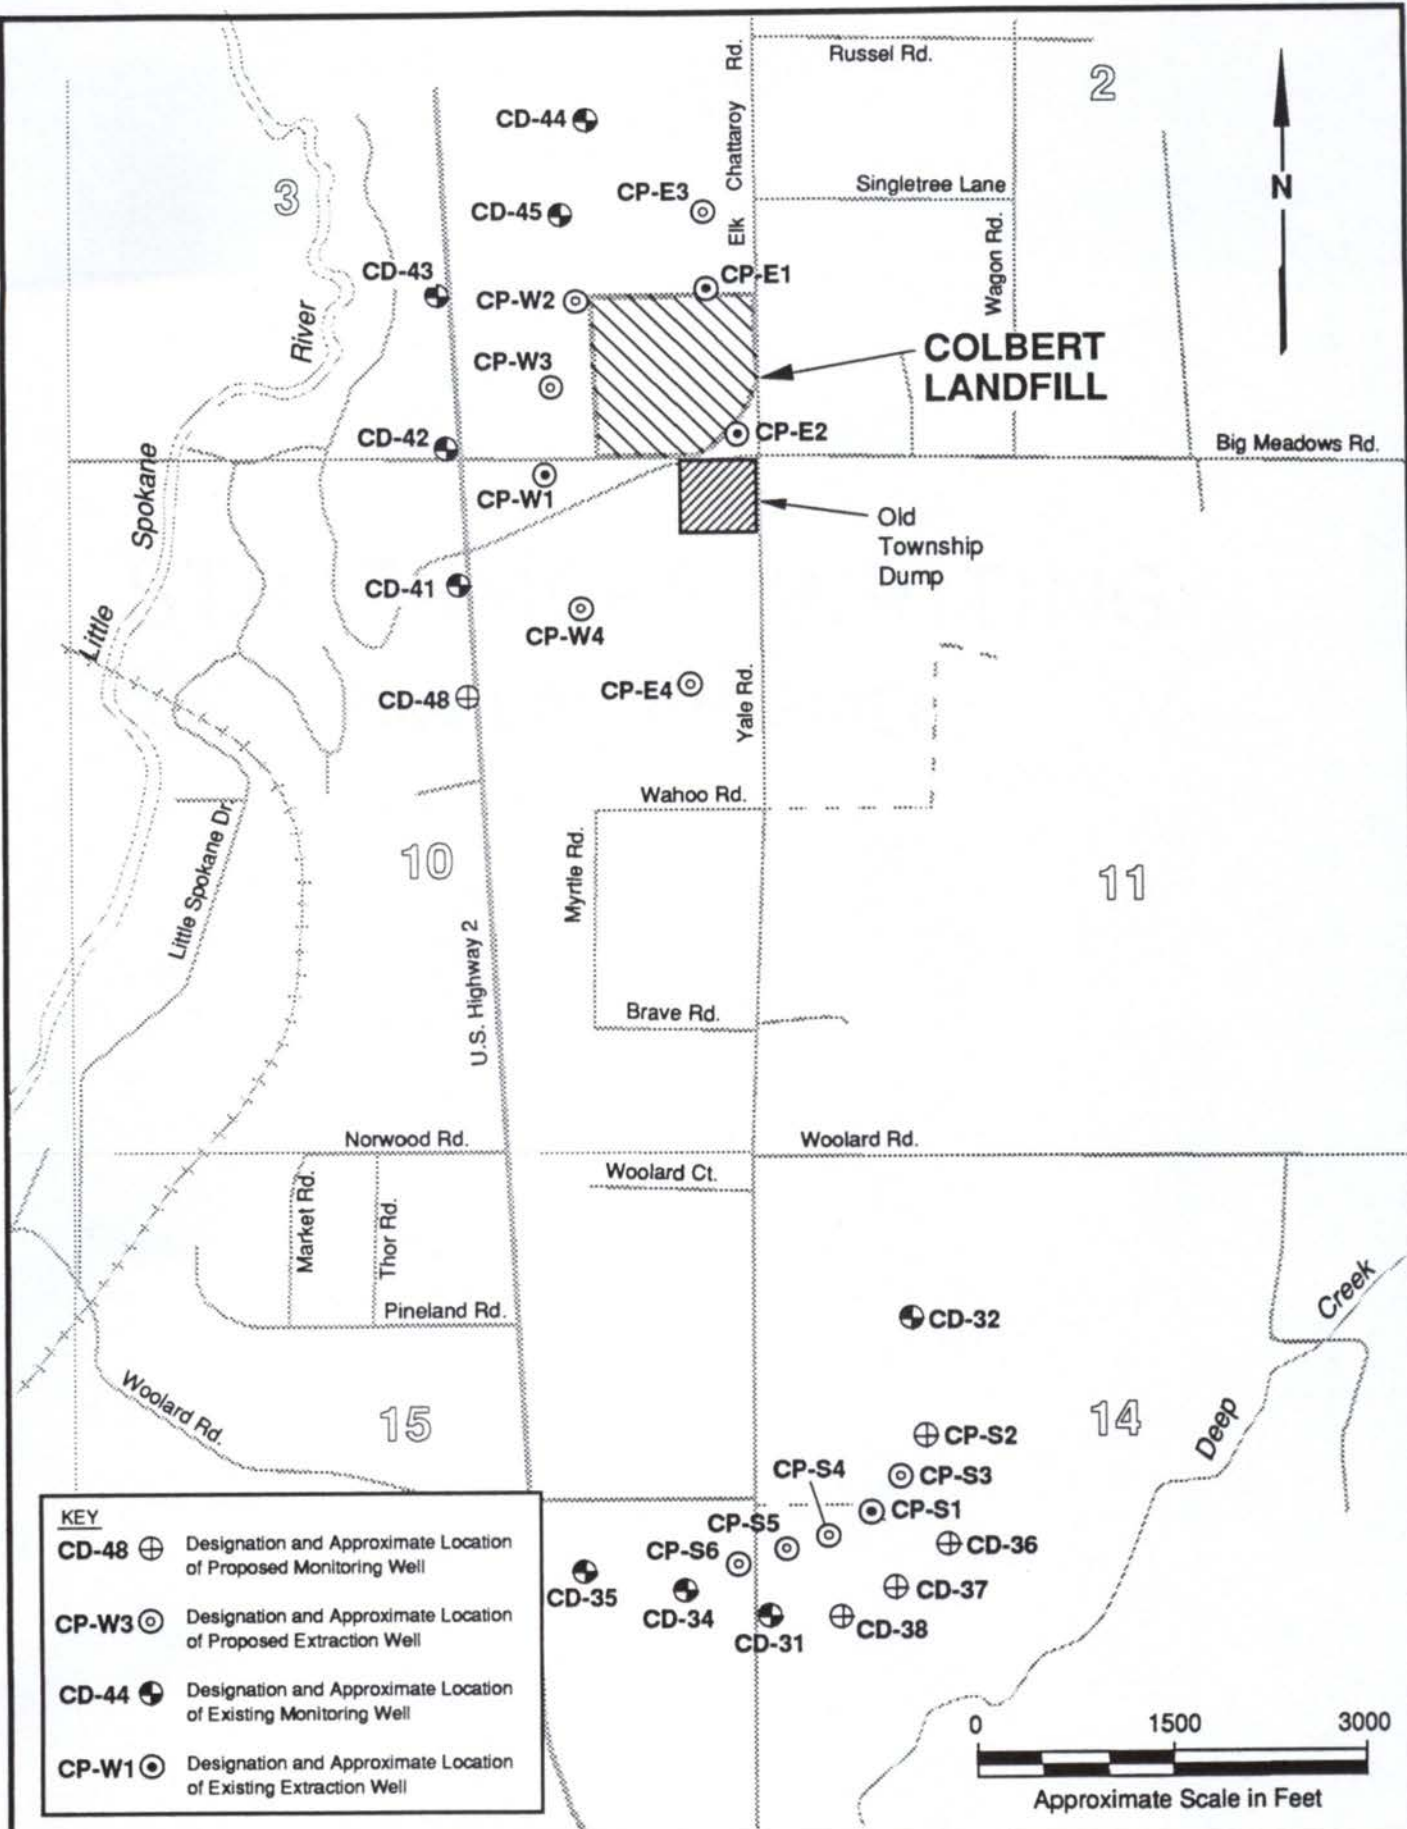 Russel Rd.
2
Elk Chattaroy Rd.
CD-44
N
Singletree Lane
CP-E3
3
CD-45
Wagon Rd.
CD-43
CP-E1
CP-W2
River
COLBERT
LANDFILL
CP-W3
CP-E2
CD-42
Big Meadows Rd.
Spokane
CP-W1
Old
Township
Dump
CD-41
Little
CP-W4
CP-E4
CD-48
Yale Rd.
Wahoo Rd.
Little Spokane Dr.
10
Myrtle Rd.
11
U.S. Highway 2
Brave Rd.
Norwood Rd.
Woolard Rd.
Woolard Ct.
Market Rd.
Thor Rd.
Creek
Pineland Rd.
CD-32
Woolard Rd.
15
14
Deep
CP-S2
CP-S4
CP-S3
CP-S1
CP-S5
CP-S6
CD-36
CD-35
CD-34
CD-37
CD-31
CD-38
KEY
CD-48 Designation and Approximate Location
of Proposed Monitoring Well
CP-W3 Designation and Approximate Location
of Proposed Extraction Well
CD-44 Designation and Approximate Location
of Existing Monitoring Well
CP-W1 Designation and Approximate Location
of Existing Extraction Well
0 1500 3000
Approximate Scale in Feet